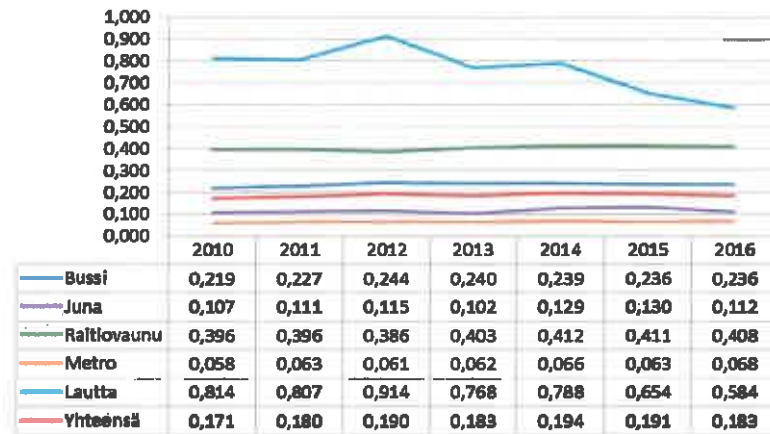 1,000
0,900
0,800
0,700
0,600
0,500
0,400
0,300
0,200
0,100
0,000
2010 2011 2012 2013 2014 2015 2016
Bussi 0,219 0,227 0,244 0,240 0,239 0,236 0,236
Juna 0,107 0,111 0,115 0,102 0,129 0,130 0,112
Raitiovaunu 0,396 0,396 0,386 0,403 0,412 0,411 0,408
Metro 0,058 0,063 0,061 0,062 0,066 0,063 0,068
Lautta 0,814 0,807 0,914 0,768 0,788 0,654 0,584
Yhteensä 0,171 0,180 0,190 0,183 0,194 0,191 0,183